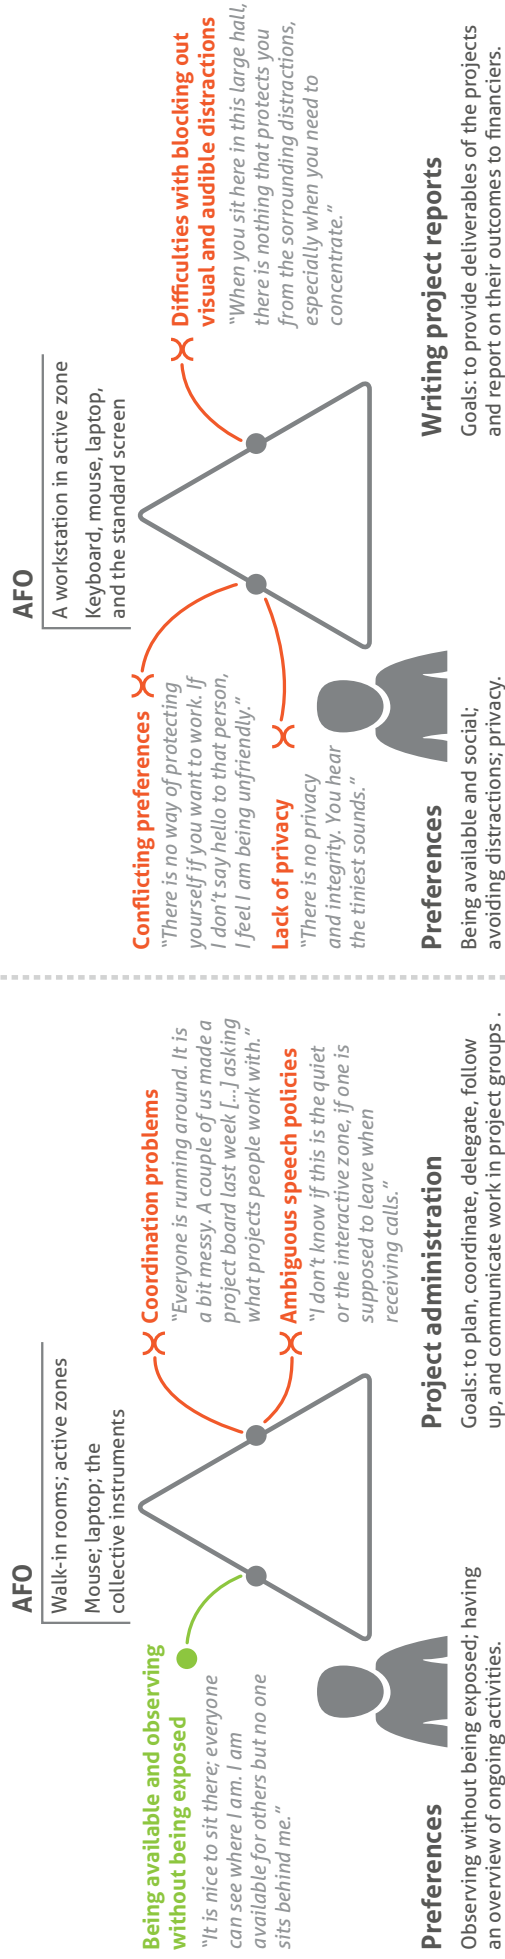 AFO
Walk-in rooms; active zones
Mouse; laptop; the
collective instruments
Being available and observing
without being exposed
“It is nice to sit there; everyone
can see where I am. I am
available for others but no one
sits behind me.”
Coordination problems
“Everyone is running around. It is
a bit messy. A couple of us made a
project board last week [...] asking
what projects people work with.”
Ambiguous speech policies
“I don’t know if this is the quiet
or the interactive zone, if one is
supposed to leave when
receiving calls.”
Preferences
Observing without being exposed; having
an overview of ongoing activities.
Project administration
Goals: to plan, coordinate, delegate, follow
up, and communicate work in project groups .
AFO
A workstation in active zone
Keyboard, mouse, laptop,
and the standard screen
Conflicting preferences
“There is no way of protecting
yourself if you want to work. If
I don’t say hello to that person,
I feel I am being unfriendly.”
Lack of privacy
“There is no privacy
and integrity. You hear
the tiniest sounds.”
Difficulties with blocking out
visual and audible distractions
“When you sit here in this large hall,
there is nothing that protects you
from the sorrounding distractions,
especially when you need to
concentrate.”
Preferences
Being available and social;
avoiding distractions; privacy.
Writing project reports
Goals: to provide deliverables of the projects
and report on their outcomes to financiers.